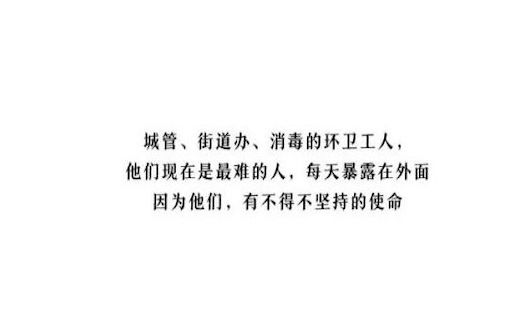 城管、街道办、消毒的环卫工人，
他们现在是最难的人，每天暴露在外面
因为他们，有不得不坚持的使命